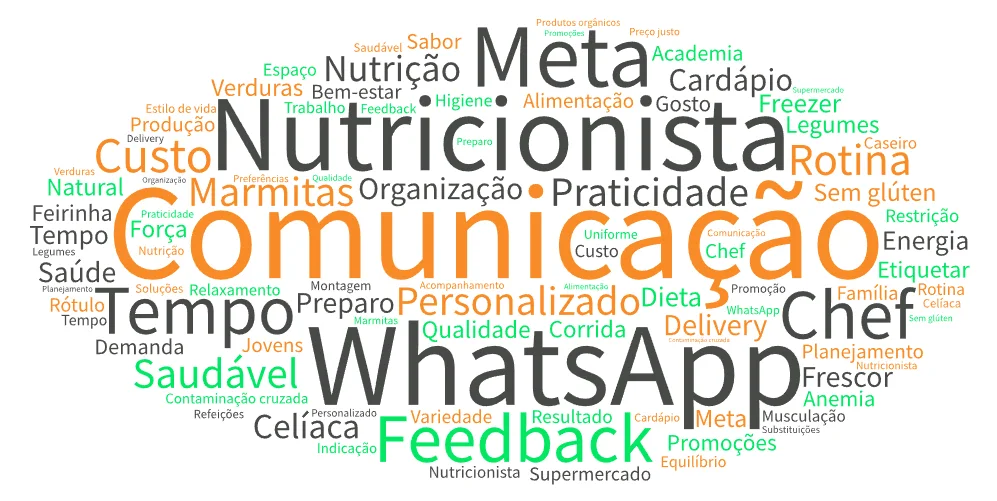 Produtos orgânicos
Promoções
Preço justo
Meta
Saudável
Sabor
Academia
Espaço
Nutrição
Cardápio
Verduras
Bem-estar
Supermercado
Estilo de vida
Trabalho
Feedback
Higiene
Alimentação
Gosto
Freezer
Produção
Nutricionista
Legumes
Delivery
Preparo
Caseiro
Custo
Rotina
Verduras
Organização
Preferências
Qualidade
Natural
Marmitas
Organização
Praticidade
Sem glúten
Feirinha
Praticidade
Restrição
Força
Comunicação
Tempo
Uniforme
Comunicação
Energia
Legumes
Nutrição
Custo
Chef
Saúde
Etiquetar
Planejamento
Soluções
Relaxamento
Montagem
Acompanhamento
Alimentação
Promoção
Família
Rotina
Rótulo
Tempo
Preparo
Personalizado
Dieta
Chef
Celíaca
Tempo
Marmitas
WhatsApp
Sem glúten
Qualidade
Corrida
Delivery
Demanda
Jovens
WhatsApp
Contaminação cruzada
Planejamento
Nutricionista
Saudável
Frescor
Contaminação cruzada
Anemia
Refeições
Personalizado
Variedade
Resultado
Cardápio
Meta
Musculação
Celíaca
Feedback
Substituições
Indicação
Promoções
Equilíbrio
Nutricionista
Supermercado